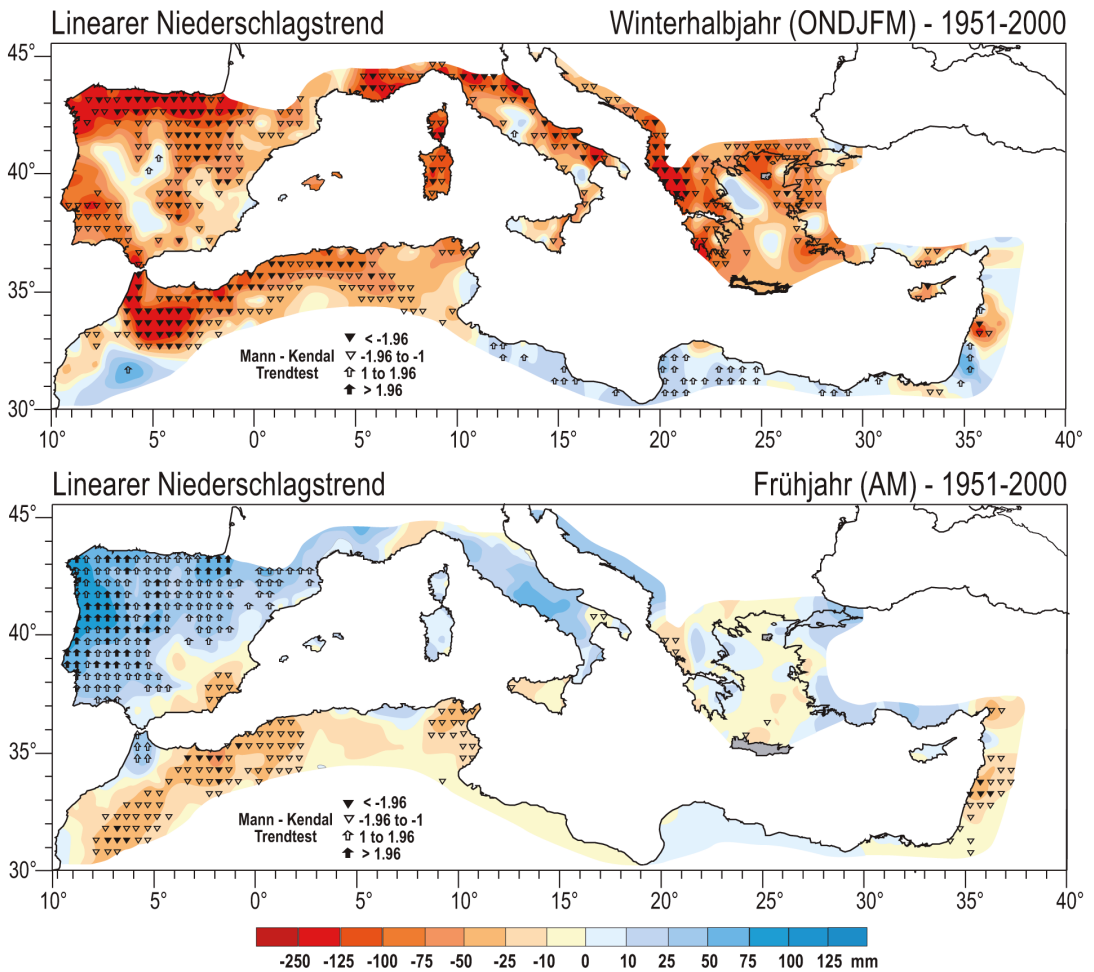 Linearer Niederschlagstrend Winterhalbjahr (ONDJFM) - 1951-2000
45°
40°
35°
30°
▼ < -1.96
Mann - Kendal ▽ -1.96 to -1
Trendtest ⇧ 1 to 1.96
⬆ > 1.96
10° 5° 0° 5° 10° 15° 20° 25° 30° 35° 40°
Linearer Niederschlagstrend Frühjahr (AM) - 1951-2000
45°
40°
35°
30°
▼ < -1.96
Mann - Kendal ▽ -1.96 to -1
Trendtest ⇧ 1 to 1.96
⬆ > 1.96
10° 5° 0° 5° 10° 15° 20° 25° 30° 35° 40°
-250 -125 -100 -75 -50 -25 -10 0 10 25 50 75 100 125 mm